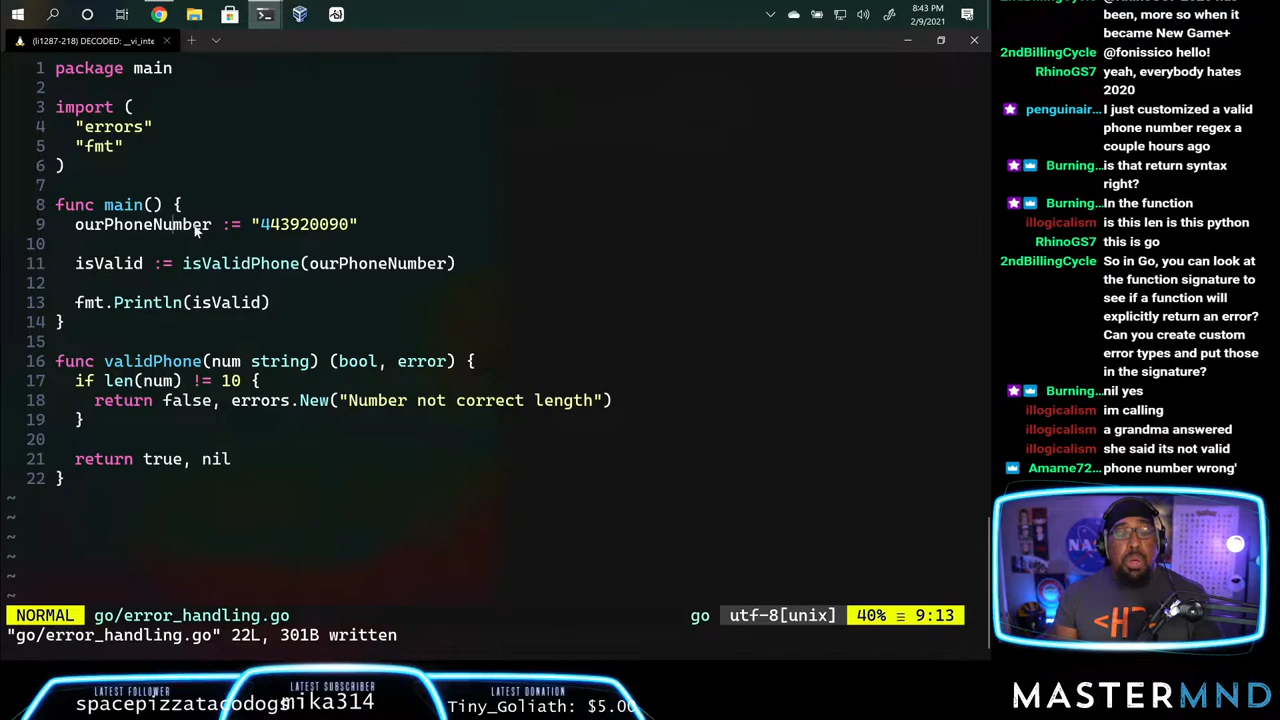 8:43 PM
2/9/2021
(li1287-218) DECODED: __vi_inte
1 package main
2
3 import (
4 "errors"
5 "fmt"
6 )
7
8 func main() {
9 ourPhoneNumber := "443920090"
10
11 isValid := isValidPhone(ourPhoneNumber)
12
13 fmt.Println(isValid)
14 }
15
16 func validPhone(num string) (bool, error) {
17 if len(num) != 10 {
18 return false, errors.New("Number not correct length")
19 }
20
21 return true, nil
22 }
~
~
~
~
~
~
NORMAL go/error_handling.go go utf-8[unix] 40% ≡ 9:13
"go/error_handling.go" 22L, 301B written
been, more so when it
became New Game+
2ndBillingCycle @fonissico hello!
RhinoGS7 yeah, everybody hates
2020
penguinair... I just customized a valid
phone number regex a
couple hours ago
Burning... is that return syntax
right?
Burning... In the function
illogicalism is this len is this python
RhinoGS7 this is go
2ndBillingCycle So in Go, you can look at
the function signature to
see if a function will
explicitly return an error?
Can you create custom
error types and put those
in the signature?
Burning... nil yes
illogicalism im calling
illogicalism a grandma answered
illogicalism she said its not valid
Amame72... phone number wrong'
NASA
<H>
LATEST FOLLOWER
spacepizzatacodogs
LATEST SUBSCRIBER
mika314
LATEST DONATION
Tiny_Goliath: $5.00
MASTERMND